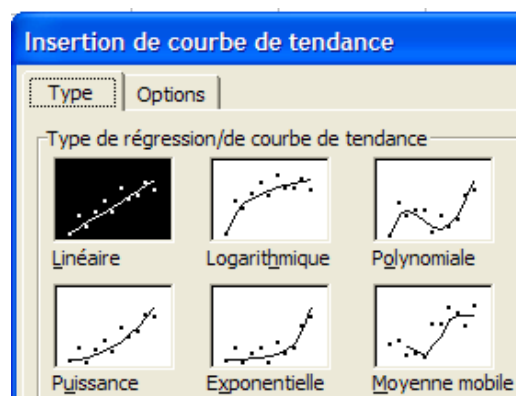 Insertion de courbe de tendance
Type Options
Type de régression/de courbe de tendance
Linéaire Logarithmique Polynomiale
Puissance Exponentielle Moyenne mobile